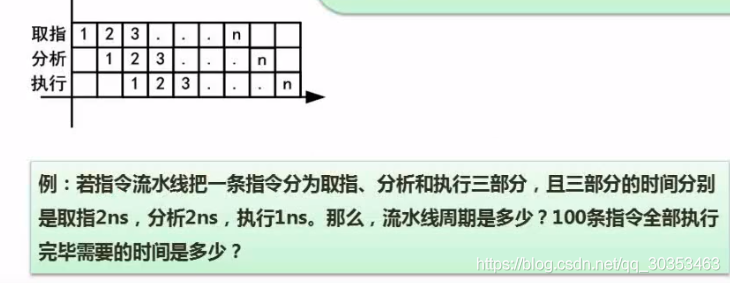 取指 1 2 3 . . . n
分析 1 2 3 . . . n
执行 1 2 3 . . . n
例：若指令流水线把一条指令分为取指、分析和执行三部分，且三部分的时间分别
是取指2ns，分析2ns，执行1ns。那么，流水线周期是多少？100条指令全部执行
完毕需要的时间是多少？
https://blog.csdn.net/qq_30353463